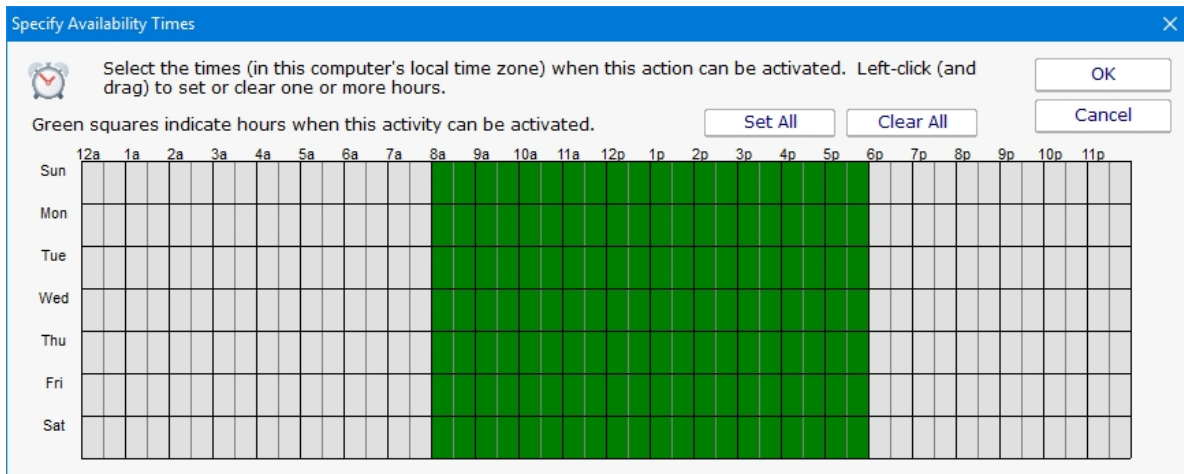 Specify Availability Times
Select the times (in this computer's local time zone) when this action can be activated.  Left-click (and
drag) to set or clear one or more hours.
OK
Green squares indicate hours when this activity can be activated.
Set All
Clear All
Cancel
12a 1a 2a 3a 4a 5a 6a 7a 8a 9a 10a 11a 12p 1p 2p 3p 4p 5p 6p 7p 8p 9p 10p 11p
Sun
Mon
Tue
Wed
Thu
Fri
Sat